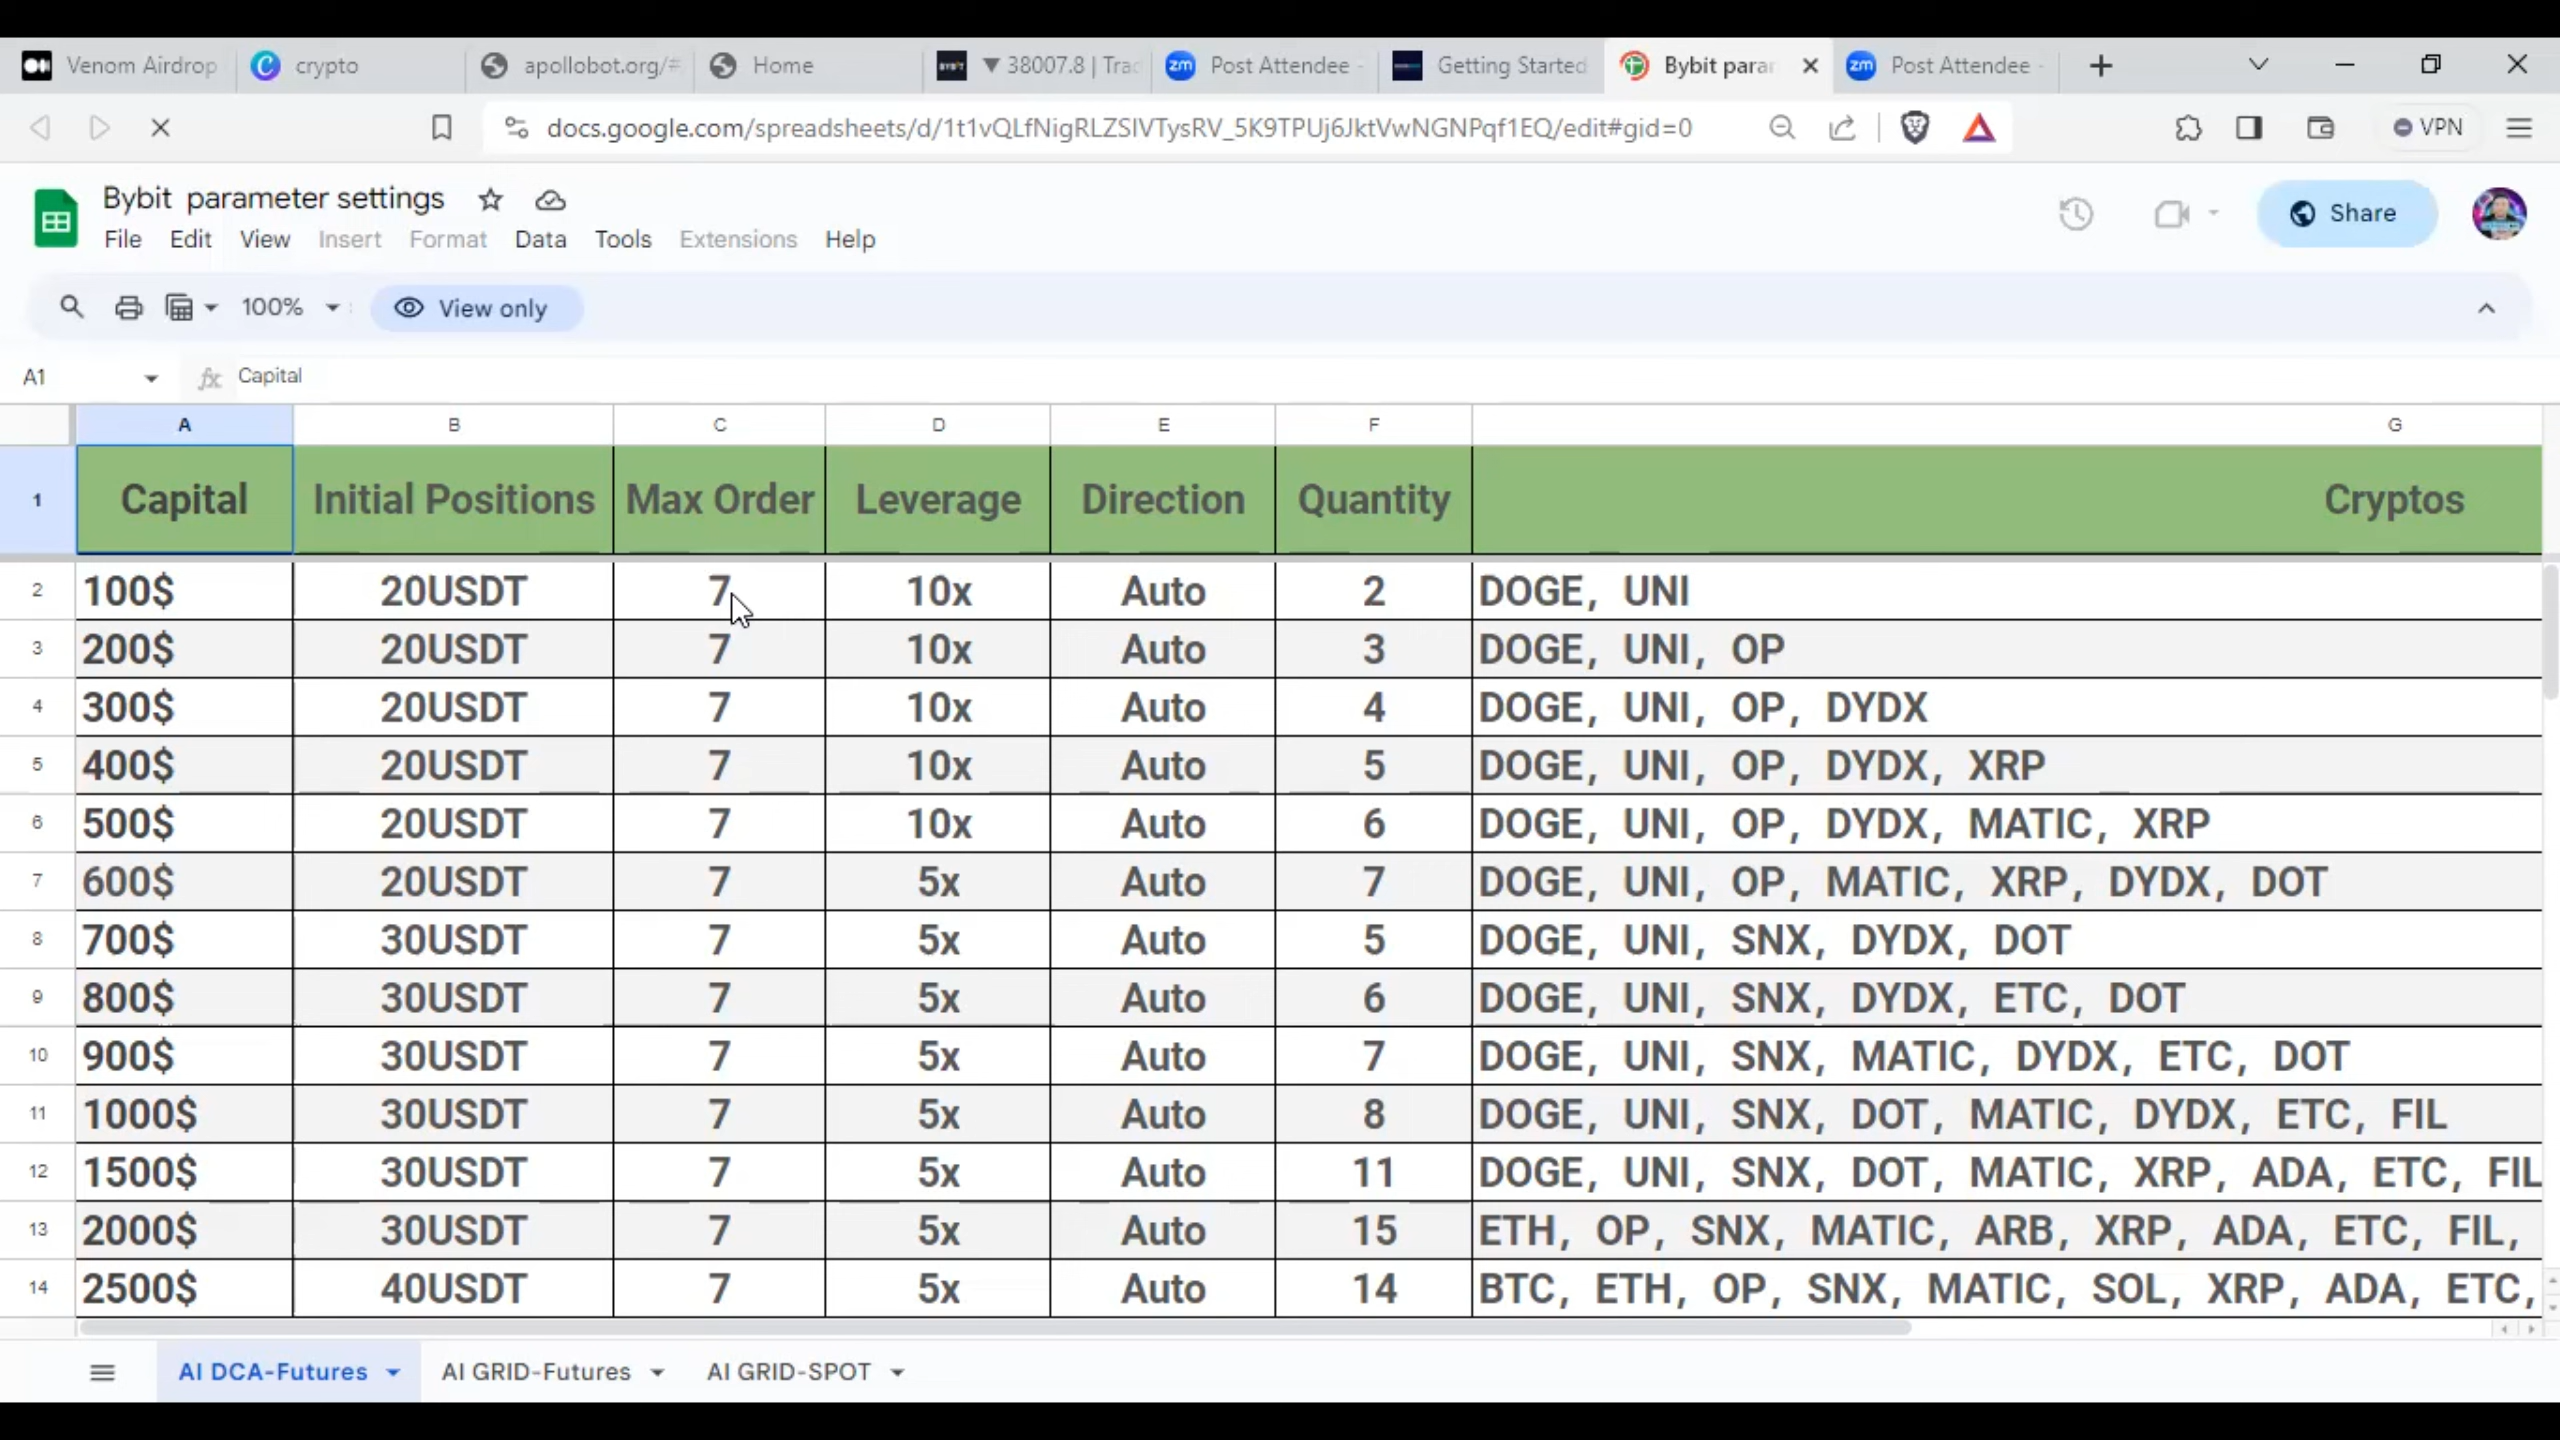 Venom Airdrop
crypto
apollobot.org/#
Home
▼ 38007.8 | Trac
zm Post Attendee -
Getting Started
Bybit parar
zm Post Attendee -
docs.google.com/spreadsheets/d/1t1vQLfNigRLZSIVTysRV_5K9TPUj6JktVwNGNPqf1EQ/edit#gid=0
VPN
Bybit parameter settings
Share
File Edit View Insert Format Data Tools Extensions Help
100% View only
A1 fx Capital
A B C D E F G
1 Capital Initial Positions Max Order Leverage Direction Quantity Cryptos
2 100$ 20USDT 7 10x Auto 2 DOGE, UNI
3 200$ 20USDT 7 10x Auto 3 DOGE, UNI, OP
4 300$ 20USDT 7 10x Auto 4 DOGE, UNI, OP, DYDX
5 400$ 20USDT 7 10x Auto 5 DOGE, UNI, OP, DYDX, XRP
6 500$ 20USDT 7 10x Auto 6 DOGE, UNI, OP, DYDX, MATIC, XRP
7 600$ 20USDT 7 5x Auto 7 DOGE, UNI, OP, MATIC, XRP, DYDX, DOT
8 700$ 30USDT 7 5x Auto 5 DOGE, UNI, SNX, DYDX, DOT
9 800$ 30USDT 7 5x Auto 6 DOGE, UNI, SNX, DYDX, ETC, DOT
10 900$ 30USDT 7 5x Auto 7 DOGE, UNI, SNX, MATIC, DYDX, ETC, DOT
11 1000$ 30USDT 7 5x Auto 8 DOGE, UNI, SNX, DOT, MATIC, DYDX, ETC, FIL
12 1500$ 30USDT 7 5x Auto 11 DOGE, UNI, SNX, DOT, MATIC, XRP, ADA, ETC, FIL
13 2000$ 30USDT 7 5x Auto 15 ETH, OP, SNX, MATIC, ARB, XRP, ADA, ETC, FIL,
14 2500$ 40USDT 7 5x Auto 14 BTC, ETH, OP, SNX, MATIC, SOL, XRP, ADA, ETC,
AI DCA-Futures AI GRID-Futures AI GRID-SPOT